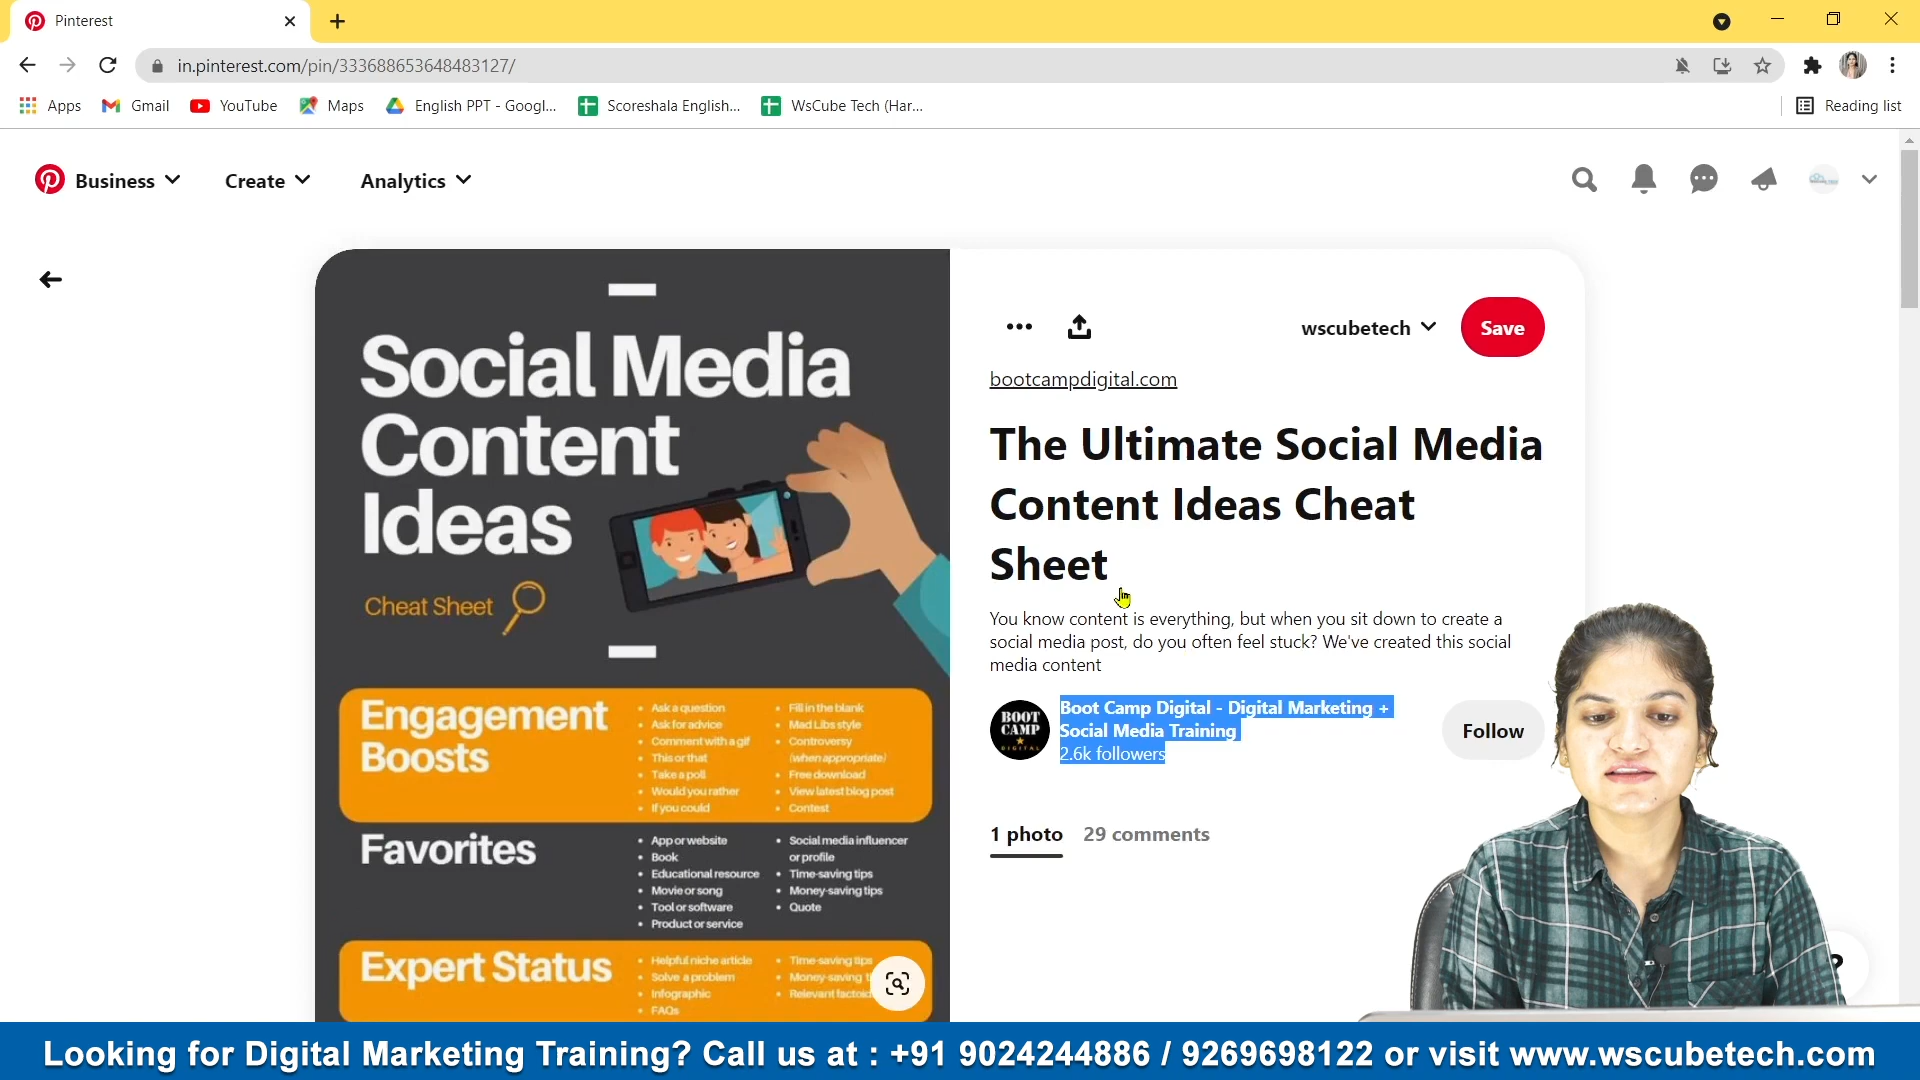 Pinterest
in.pinterest.com/pin/333688653648483127/
Apps Gmail YouTube Maps English PPT - Googl... Scoreshala English... WsCube Tech (Har... Reading list
Business Create Analytics
wscubetech Save
bootcampdigital.com
The Ultimate Social Media
Content Ideas Cheat
Sheet
You know content is everything, but when you sit down to create a
social media post, do you often feel stuck? We've created this social
media content
BOOT
CAMP
DIGITAL
Boot Camp Digital - Digital Marketing +
Social Media Training
2.6k followers
Follow
1 photo 29 comments
Social Media
Content
Ideas
Cheat Sheet
Engagement
Boosts
• Ask a question
• Ask for advice
• Comment with a gif
• This or that
• Take a poll
• Would you rather
• If you could
• Fill in the blank
• Mad Libs style
• Controversy
(when appropriate)
• Free download
• View latest blog post
• Contest
Favorites
• App or website
• Book
• Educational resource
• Movie or song
• Tool or software
• Product or service
• Social media influencer
or profile
• Time-saving tips
• Money-saving tips
• Quote
Expert Status
• Helpful niche article
• Solve a problem
• Infographic
• FAQs
• Time-saving tips
• Money-saving
• Relevant
Looking for Digital Marketing Training? Call us at : +91 9024244886 / 9269698122 or visit www.wscubetech.com